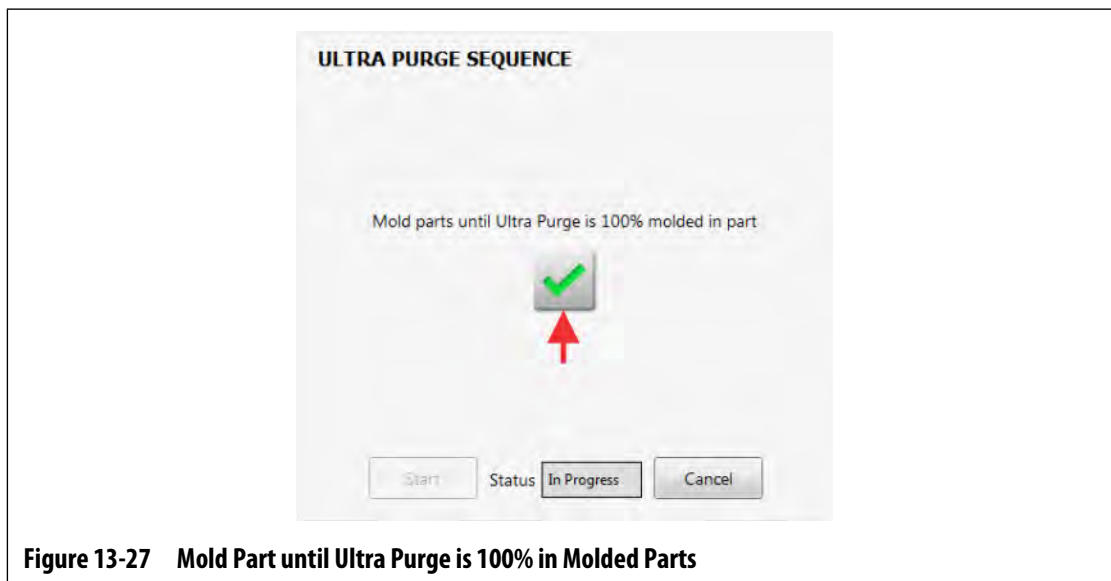 ULTRA PURGE SEQUENCE
Mold parts until Ultra Purge is 100% molded in part
Start Status In Progress Cancel
Figure 13-27 Mold Part until Ultra Purge is 100% in Molded Parts